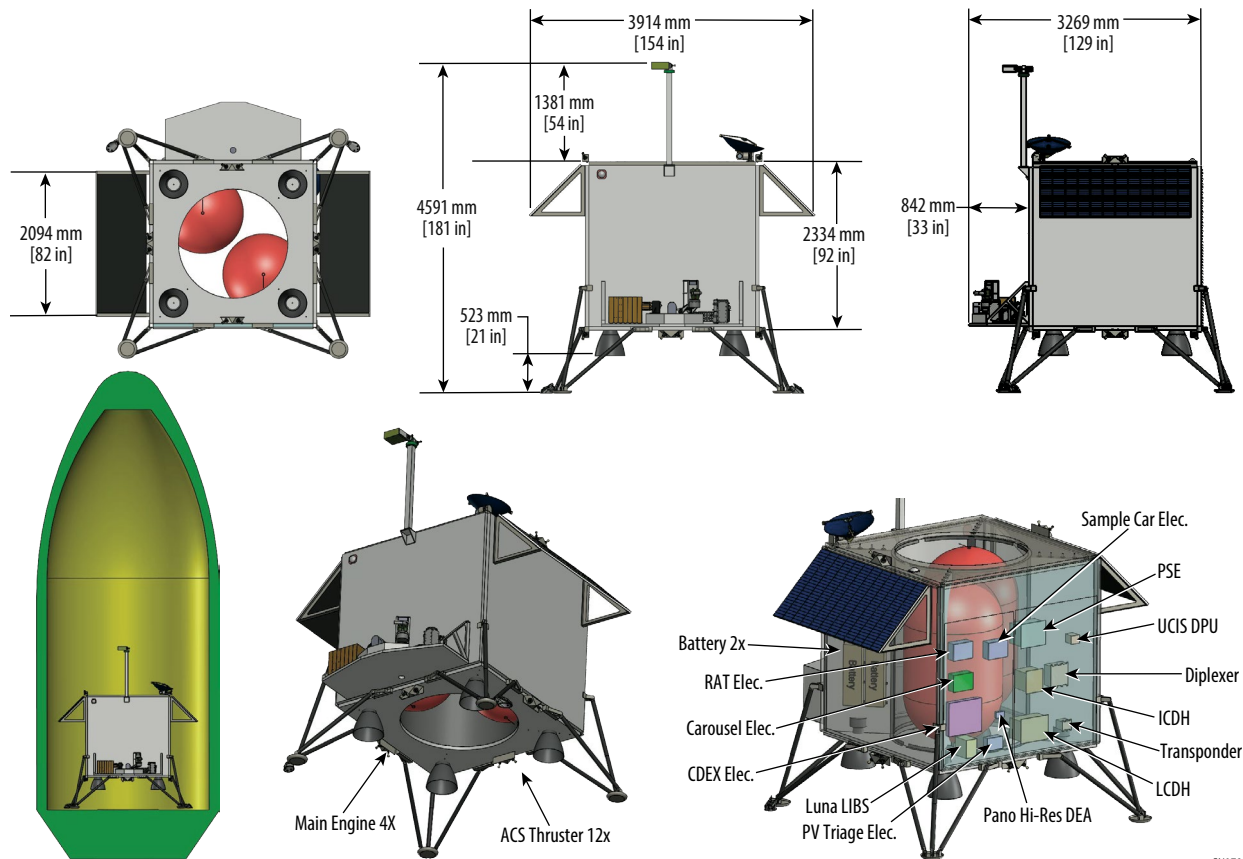 3914 mm
[154 in]
3269 mm
[129 in]
1381 mm
[54 in]
2094 mm
[82 in]
4591 mm
[181 in]
2334 mm
[92 in]
842 mm
[33 in]
523 mm
[21 in]
Sample Car Elec.
PSE
UCIS DPU
Battery 2x
Battery
Battery
RAT Elec.
Diplexer
ICDH
Carousel Elec.
Transponder
CDEX Elec.
LCDH
Luna LIBS
Pano Hi-Res DEA
PV Triage Elec.
Main Engine 4X
ACS Thruster 12x